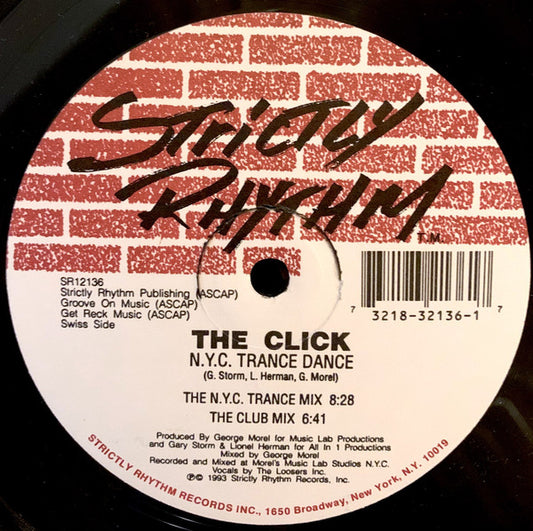 STRICTLY
RHYTHM
T.M.
SR12136
Strictly Rhythm Publishing (ASCAP)
Groove On Music (ASCAP)
Get Reck Music (ASCAP)
Swiss Side
7 3218-32136-1 7
THE CLICK
N.Y.C. TRANCE DANCE
(G. Storm, L. Herman, G. Morel)
THE N.Y.C. TRANCE MIX 8:28
THE CLUB MIX 6:41
Produced By George Morel for Music Lab Productions
and Gary Storm & Lionel Herman for All In 1 Productions
Mixed by George Morel
Recorded and Mixed at Morel's Music Lab Studios N.Y.C.
Vocals by The Loosers Inc.
℗© 1993 Strictly Rhythm Records, Inc.
STRICTLY RHYTHM RECORDS INC., 1650 Broadway, New York, N.Y. 10019